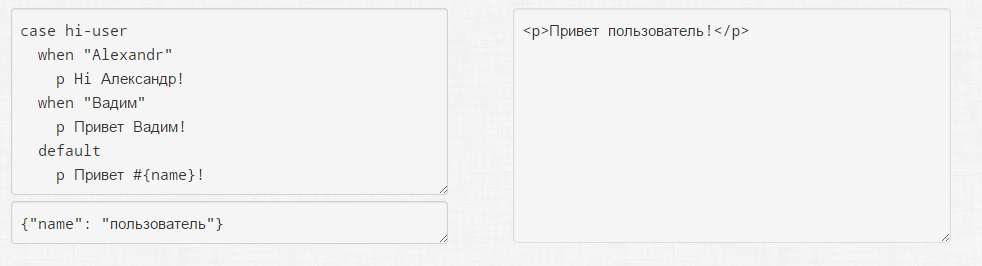 case hi-user
  when "Alexandr"
    p Hi Александр!
  when "Вадим"
    p Привет Вадим!
  default
    p Привет #{name}!
{"name": "пользователь"}
<p>Привет пользователь!</p>